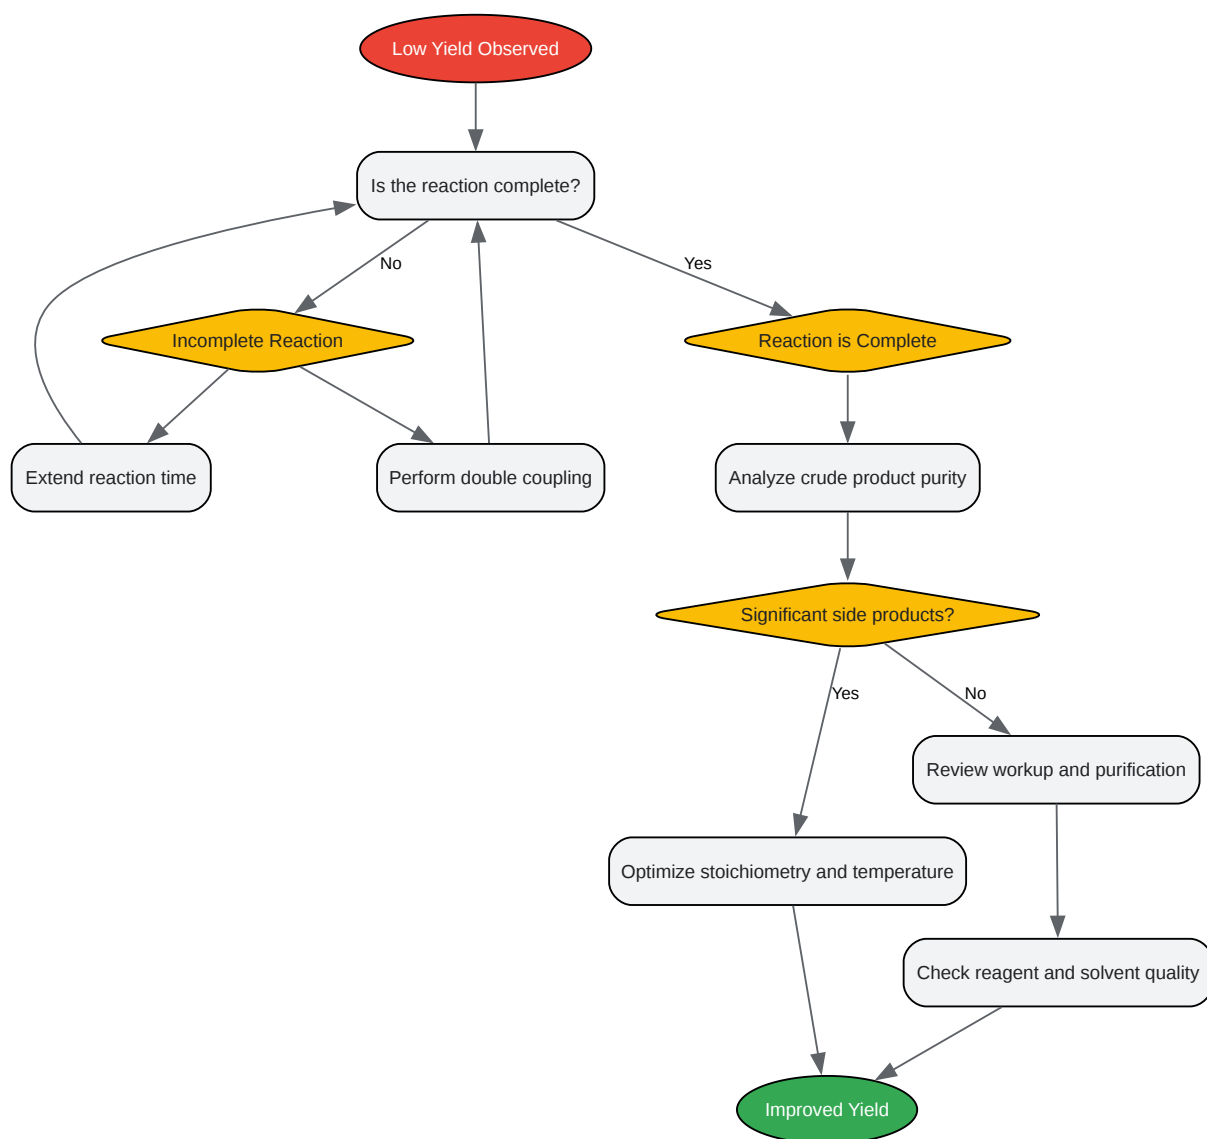 Low Yield Observed
Is the reaction complete?
No
Yes
Incomplete Reaction
Reaction is Complete
Extend reaction time
Perform double coupling
Analyze crude product purity
Significant side products?
Yes
No
Review workup and purification
Optimize stoichiometry and temperature
Check reagent and solvent quality
Improved Yield